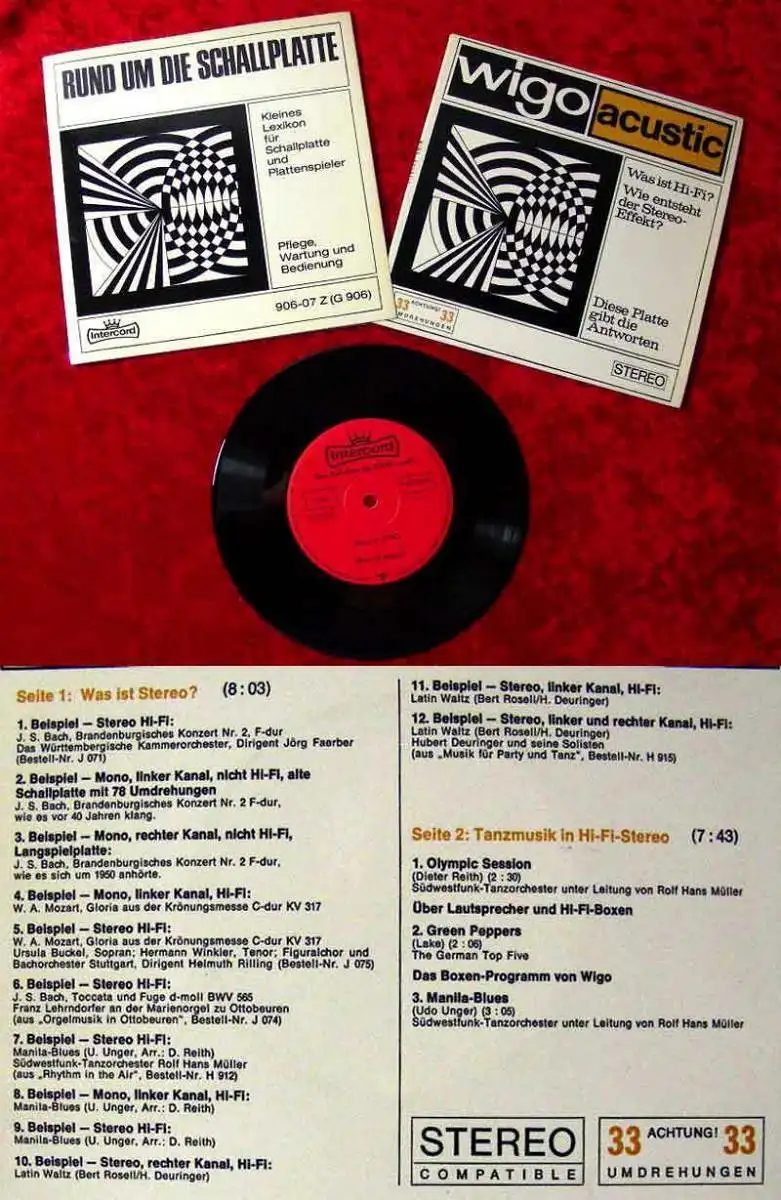 RUND UM DIE SCHALLPLATTE
Kleines
Lexikon
für
Schallplatte
und
Plattenspieler
Pflege,
Wartung und
Bedienung
906-07 Z (G 906)
Intercord
wigo
acustic
Was ist Hi-Fi?
Wie entsteht
der Stereo-
Effekt?
Diese Platte
gibt die
Antworten
33 ACHTUNG! 33
UMDREHUNGEN
STEREO
Intercord
Seite 1: Was ist Stereo? (8:03)
1. Beispiel – Stereo Hi-Fi:
J. S. Bach, Brandenburgisches Konzert Nr. 2, F-dur
Das Württembergische Kammerorchester, Dirigent Jörg Faerber
(Bestell-Nr. J 071)
2. Beispiel – Mono, linker Kanal, nicht Hi-Fi, alte
Schallplatte mit 78 Umdrehungen
J. S. Bach, Brandenburgisches Konzert Nr. 2 F-dur,
wie es vor 40 Jahren klang.
3. Beispiel – Mono, rechter Kanal, nicht Hi-Fi,
Langspielplatte:
J. S. Bach, Brandenburgisches Konzert Nr. 2 F-dur,
wie es sich um 1950 anhörte.
4. Beispiel – Mono, linker Kanal, Hi-Fi:
W. A. Mozart, Gloria aus der Krönungsmesse C-dur KV 317
5. Beispiel – Stereo Hi-Fi:
W. A. Mozart, Gloria aus der Krönungsmesse C-dur KV 317
Ursula Buckel, Sopran; Hermann Winkler, Tenor; Figuralchor und
Bachorchester Stuttgart, Dirigent Helmuth Rilling (Bestell-Nr. J 075)
6. Beispiel – Stereo Hi-Fi:
J. S. Bach, Toccata und Fuge d-moll BWV 565
Franz Lehrndorfer an der Marienorgel zu Ottobeuren
(aus „Orgelmusik in Ottobeuren", Bestell-Nr. J 074)
7. Beispiel – Stereo Hi-Fi:
Manila-Blues (U. Unger, Arr.: D. Reith)
Südwestfunk-Tanzorchester Rolf Hans Müller
(aus „Rhythm in the Air", Bestell-Nr. H 912)
8. Beispiel – Mono, linker Kanal, Hi-Fi:
Manila-Blues (U. Unger, Arr.: D. Reith)
9. Beispiel – Stereo Hi-Fi:
Manila-Blues (U. Unger, Arr.: D. Reith)
10. Beispiel – Stereo, rechter Kanal, Hi-Fi:
Latin Waltz (Bert Rosell/H. Deuringer)
11. Beispiel – Stereo, linker Kanal, Hi-Fi:
Latin Waltz (Bert Rosell/H. Deuringer)
12. Beispiel – Stereo, linker und rechter Kanal, Hi-Fi:
Latin Waltz (Bert Rosell/H. Deuringer)
Hubert Deuringer und seine Solisten
(aus „Musik für Party und Tanz", Bestell-Nr. H 915)
Seite 2: Tanzmusik in Hi-Fi-Stereo (7:43)
1. Olympic Session
(Dieter Reith) (2:30)
Südwestfunk-Tanzorchester unter Leitung von Rolf Hans Müller
Über Lautsprecher und Hi-Fi-Boxen
2. Green Peppers
(Lake) (2:06)
The German Top Five
Das Boxen-Programm von Wigo
3. Manila-Blues
(Udo Unger) (3:05)
Südwestfunk-Tanzorchester unter Leitung von Rolf Hans Müller
STEREO
COMPATIBLE
33 ACHTUNG! 33
UMDREHUNGEN